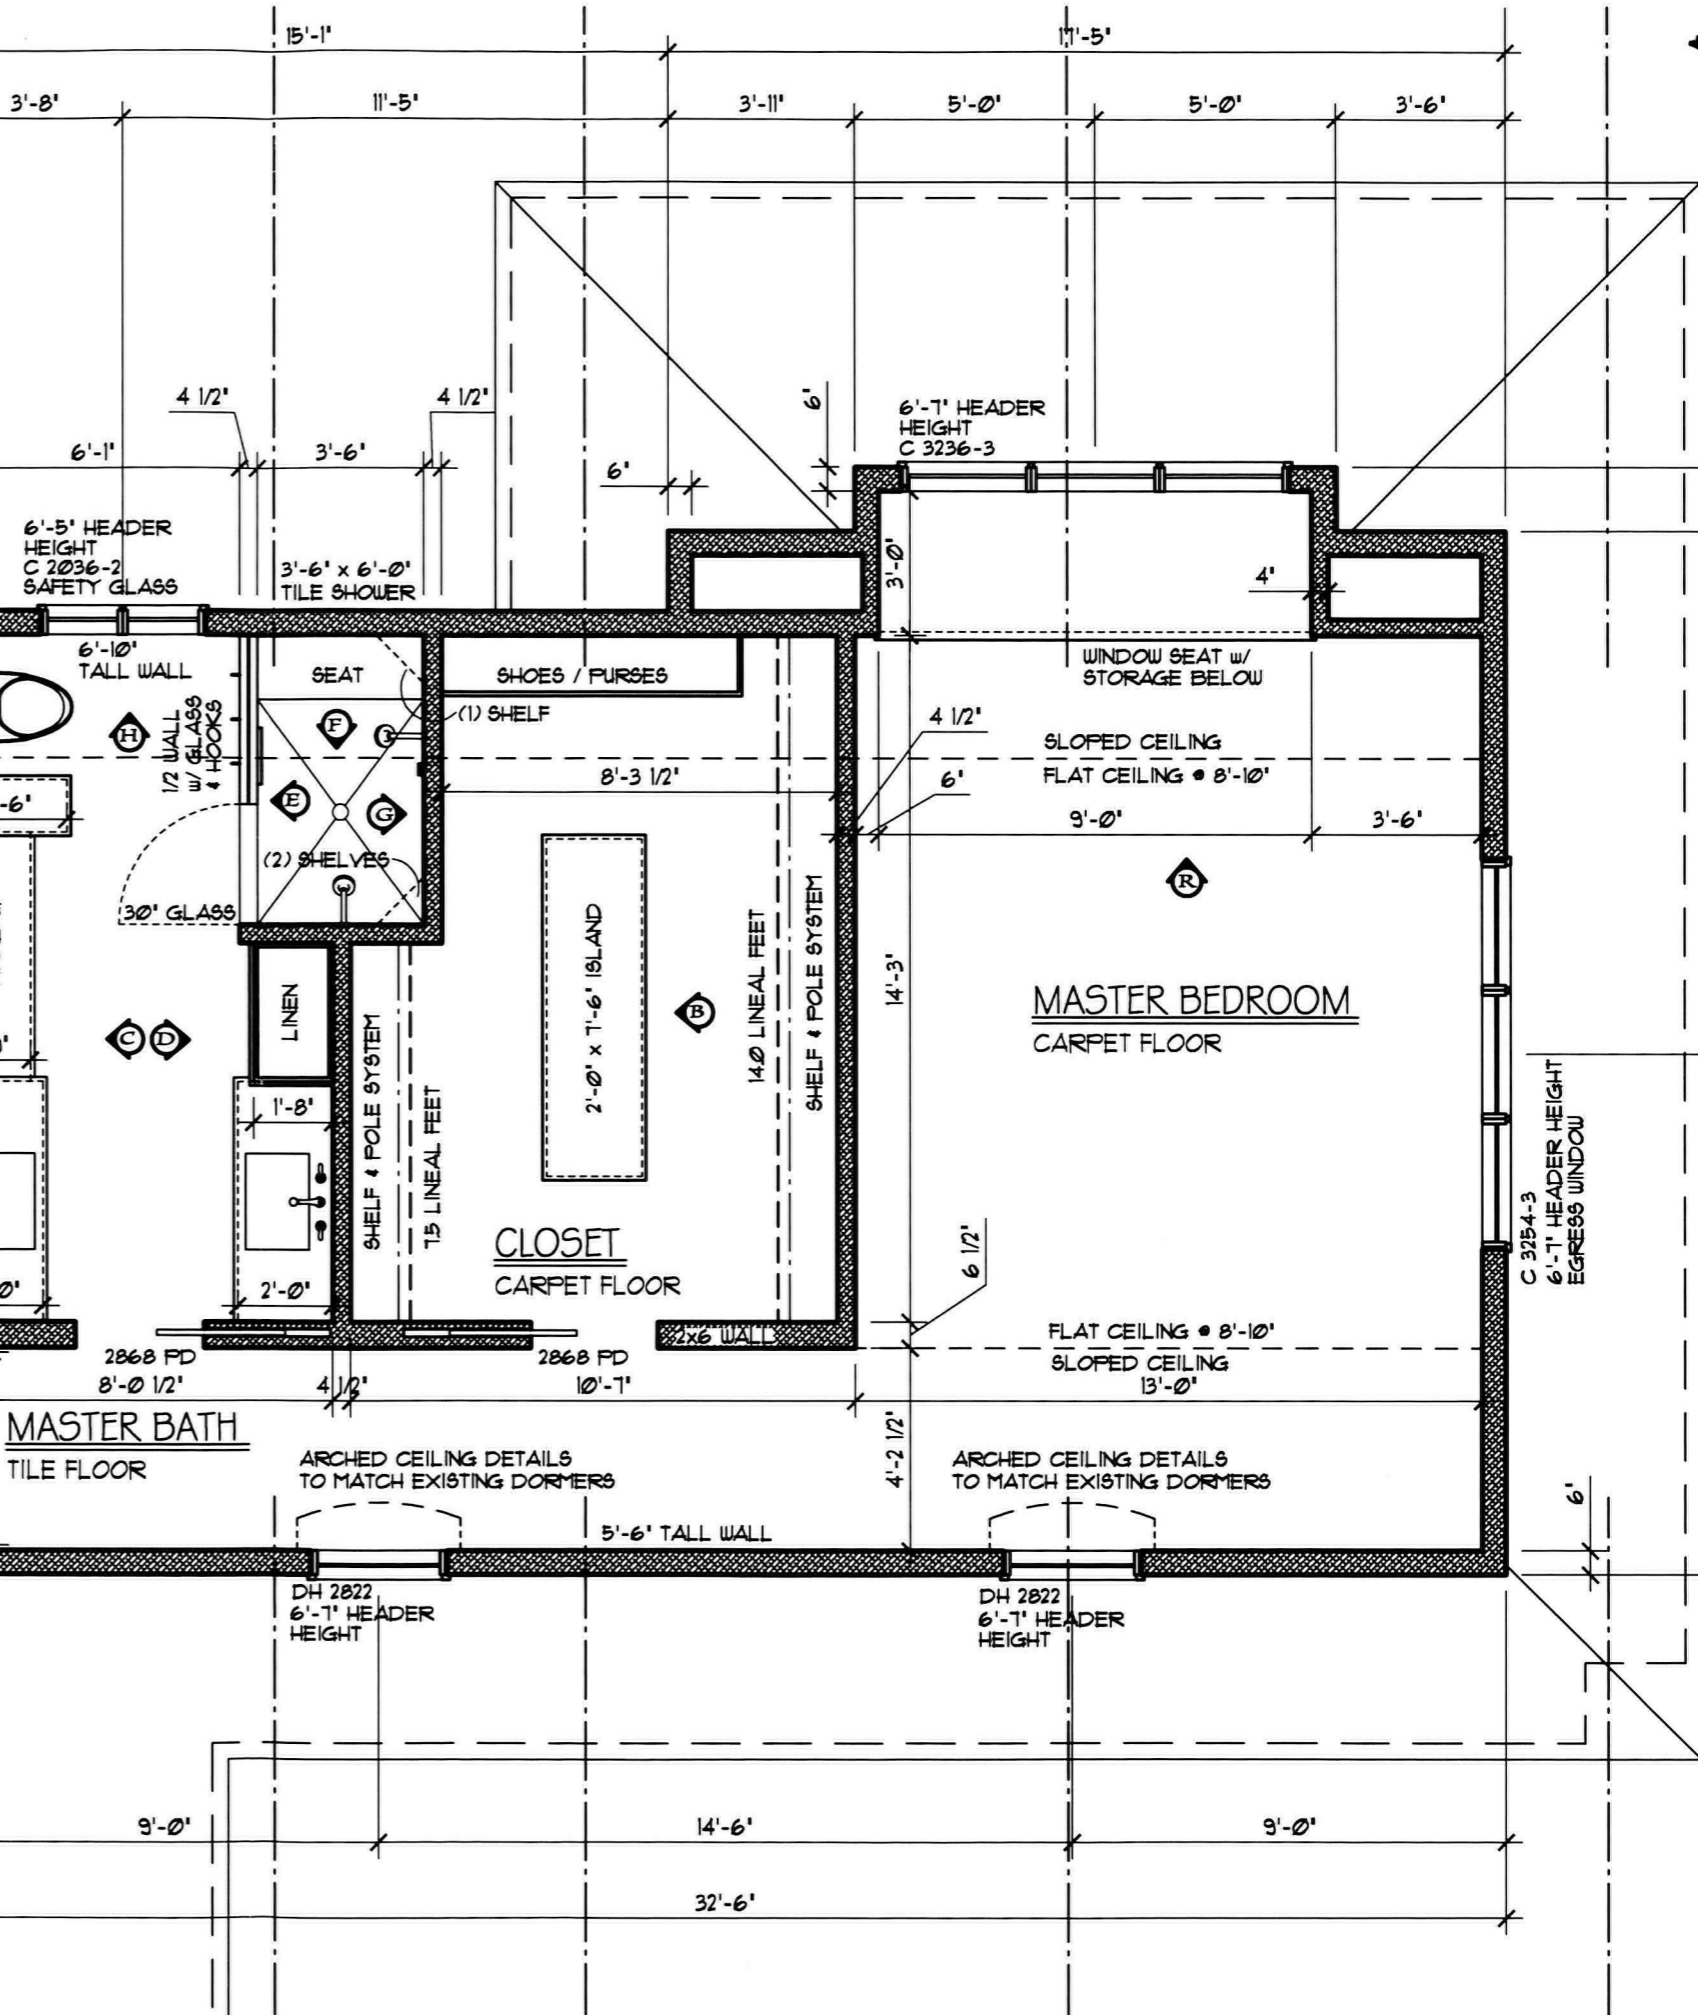 15'-1"
17'-5"
3'-8"
11'-5"
3'-11"
5'-0"
5'-0"
3'-6"
4 1/2"
4 1/2"
6"
6'-7" HEADER
HEIGHT
C 3236-3
6'-1"
3'-6"
6"
6'-5" HEADER
HEIGHT
C 2036-2
SAFETY GLASS
3'-6" x 6'-0"
TILE SHOWER
3'-0"
4"
6'-10"
TALL WALL
SEAT
SHOES / PURSES
WINDOW SEAT w/
STORAGE BELOW
1/2 WALL
w/ GLASS
& HOOKS
(1) SHELF
H
F
4 1/2"
SLOPED CEILING
FLAT CEILING @ 8'-10"
8'-3 1/2"
6"
-6"
E
G
9'-0"
3'-6"
(2) SHELVES
R
30" GLASS
2'-0" x 7'-6" ISLAND
14.0 LINEAL FEET
SHELF & POLE SYSTEM
14'-3"
LINEN
B
MASTER BEDROOM
CARPET FLOOR
C
D
SHELF & POLE SYSTEM
7.5 LINEAL FEET
1'-8"
C 3254-3
6'-7" HEADER HEIGHT
EGRESS WINDOW
CLOSET
CARPET FLOOR
6 1/2"
0"
2'-0"
2x6 WALL
FLAT CEILING @ 8'-10"
SLOPED CEILING
2868 PD
2868 PD
8'-0 1/2"
4 1/2"
10'-7"
13'-0"
MASTER BATH
TILE FLOOR
ARCHED CEILING DETAILS
TO MATCH EXISTING DORMERS
4'-2 1/2"
ARCHED CEILING DETAILS
TO MATCH EXISTING DORMERS
5'-6" TALL WALL
6"
DH 2822
6'-7" HEADER
HEIGHT
DH 2822
6'-7" HEADER
HEIGHT
9'-0"
14'-6"
9'-0"
32'-6"